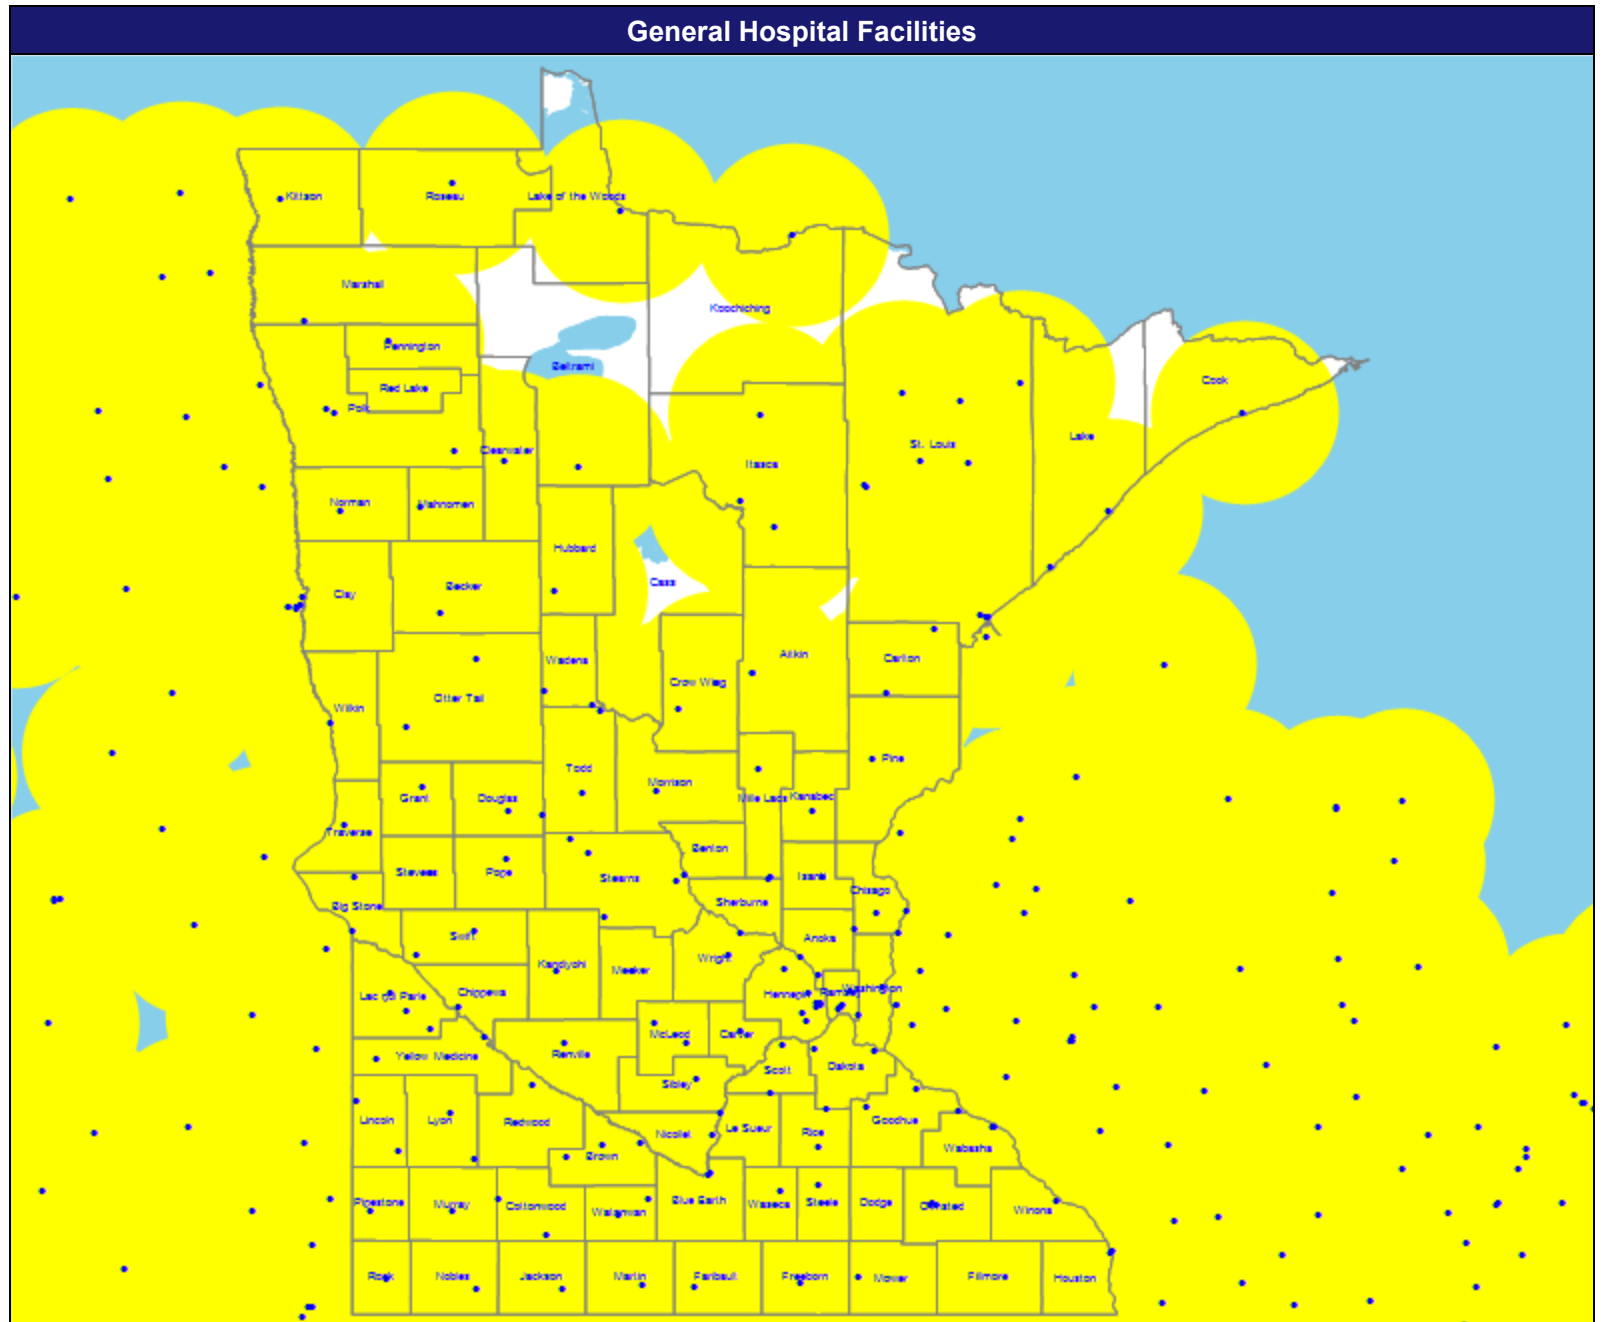 General Hospital Facilities
Kittson
Roseau
Lake of the Woods
Marshall
Koochiching
Pennington
Beltrami
Red Lake
Cook
Polk
Lake
St. Louis
Clearwater
Itasca
Norman
Mahnomen
Hubbard
Cass
Clay
Becker
Aitkin
Carlton
Wadena
Crow Wing
Otter Tail
Wilkin
Pine
Todd
Morrison
Grant
Douglas
Mille Lacs
Kanabec
Traverse
Benton
Stevens
Pope
Stearns
Isanti
Chisago
Sherburne
Big Stone
Swift
Anoka
Wright
Kandiyohi
Meeker
Washington
Hennepin
Ramsey
Lac qui Parle
Chippewa
McLeod
Carver
Yellow Medicine
Renville
Scott
Dakota
Sibley
Lincoln
Lyon
Redwood
Goodhue
Le Sueur
Nicollet
Rice
Wabasha
Brown
Pipestone
Murray
Cottonwood
Watonwan
Blue Earth
Waseca
Steele
Dodge
Olmsted
Winona
Rock
Nobles
Jackson
Martin
Faribault
Freeborn
Mower
Fillmore
Houston